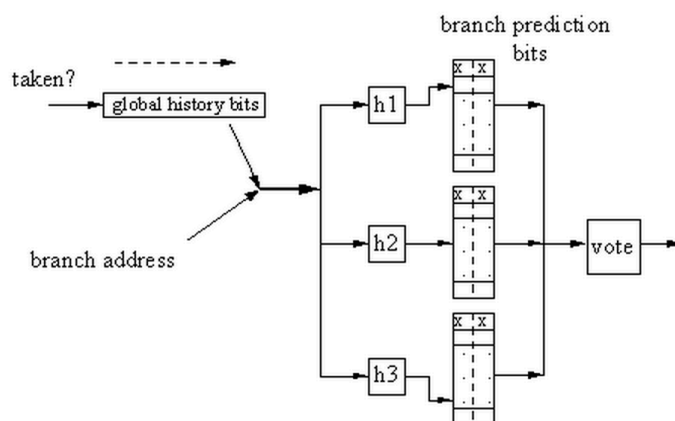 branch prediction
bits
x x
taken?
global history bits
h1
branch address
x x
h2
vote
x x
h3